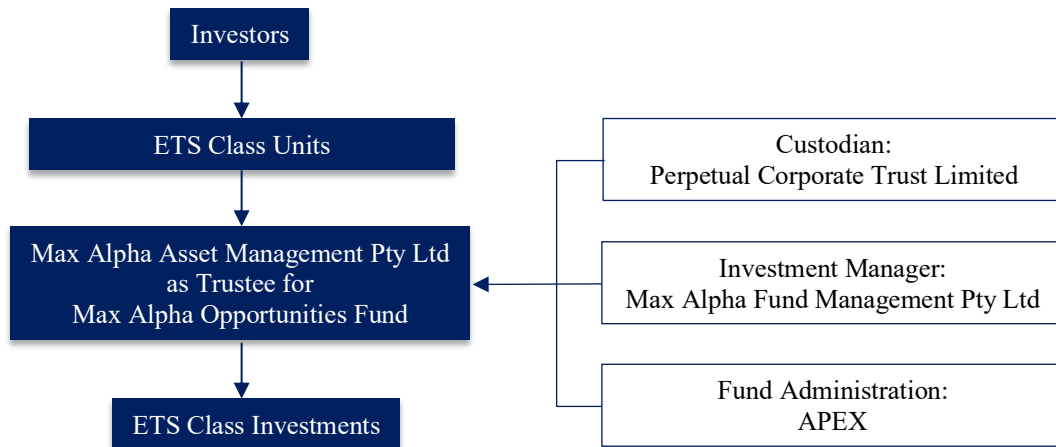 Investors
ETS Class Units
Max Alpha Asset Management Pty Ltd
as Trustee for
Max Alpha Opportunities Fund
ETS Class Investments
Custodian:
Perpetual Corporate Trust Limited
Investment Manager:
Max Alpha Fund Management Pty Ltd
Fund Administration:
APEX